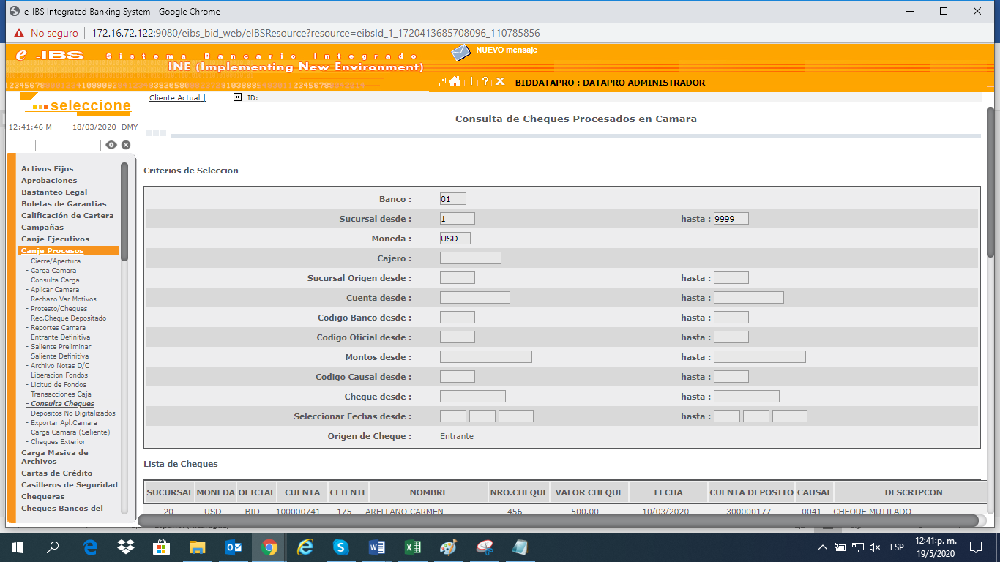 e-IBS Integrated Banking System - Google Chrome
No seguro | 172.16.72.122:9080/eibs_bid_web/eIBSResource?resource=eibsId_1_1720413685708096_110785856
e-IBS Sistema Bancario Integrado
INE (Implementing New Environment)
NUEVO mensaje
! ? X BIDDATAPRO : DATAPRO ADMINISTRADOR
seleccione
12:41:46 M 18/03/2020 DMY
Cliente Actual | ID:
Consulta de Cheques Procesados en Camara
Activos Fijos
Aprobaciones
Bastanteo Legal
Boletas de Garantias
Calificación de Cartera
Campañas
Canje Ejecutivos
Canje Procesos
- Cierre/Apertura
- Carga Camara
- Consulta Carga
- Aplicar Camara
- Rechazo Var Motivos
- Protesto/Cheques
- Rec.Cheque Depositado
- Reportes Camara
- Entrante Definitiva
- Saliente Preliminar
- Saliente Definitiva
- Archivo Notas D/C
- Liberacion Fondos
- Licitud de Fondos
- Transacciones Caja
- Consulta Cheques
- Depositos No Digitalizados
- Exportar Apl.Camara
- Carga Camara (Saliente)
- Cheques Exterior
Carga Masiva de
Archivos
Cartas de Crédito
Casilleros de Seguridad
Chequeras
Cheques Bancos del
Criterios de Seleccion
Banco : 01
Sucursal desde : 1 hasta : 9999
Moneda : USD
Cajero :
Sucursal Origen desde : hasta :
Cuenta desde : hasta :
Codigo Banco desde : hasta :
Codigo Oficial desde : hasta :
Montos desde : hasta :
Codigo Causal desde : hasta :
Cheque desde : hasta :
Seleccionar Fechas desde : hasta :
Origen de Cheque : Entrante
Lista de Cheques
SUCURSAL MONEDA OFICIAL CUENTA CLIENTE NOMBRE NRO.CHEQUE VALOR CHEQUE FECHA CUENTA DEPOSITO CAUSAL DESCRIPCON
20 USD BID 100000741 175 ARELLANO CARMEN 456 500.00 10/03/2020 300000177 0041 CHEQUE MUTILADO
ESP
12:41:p. m.
19/5/2020